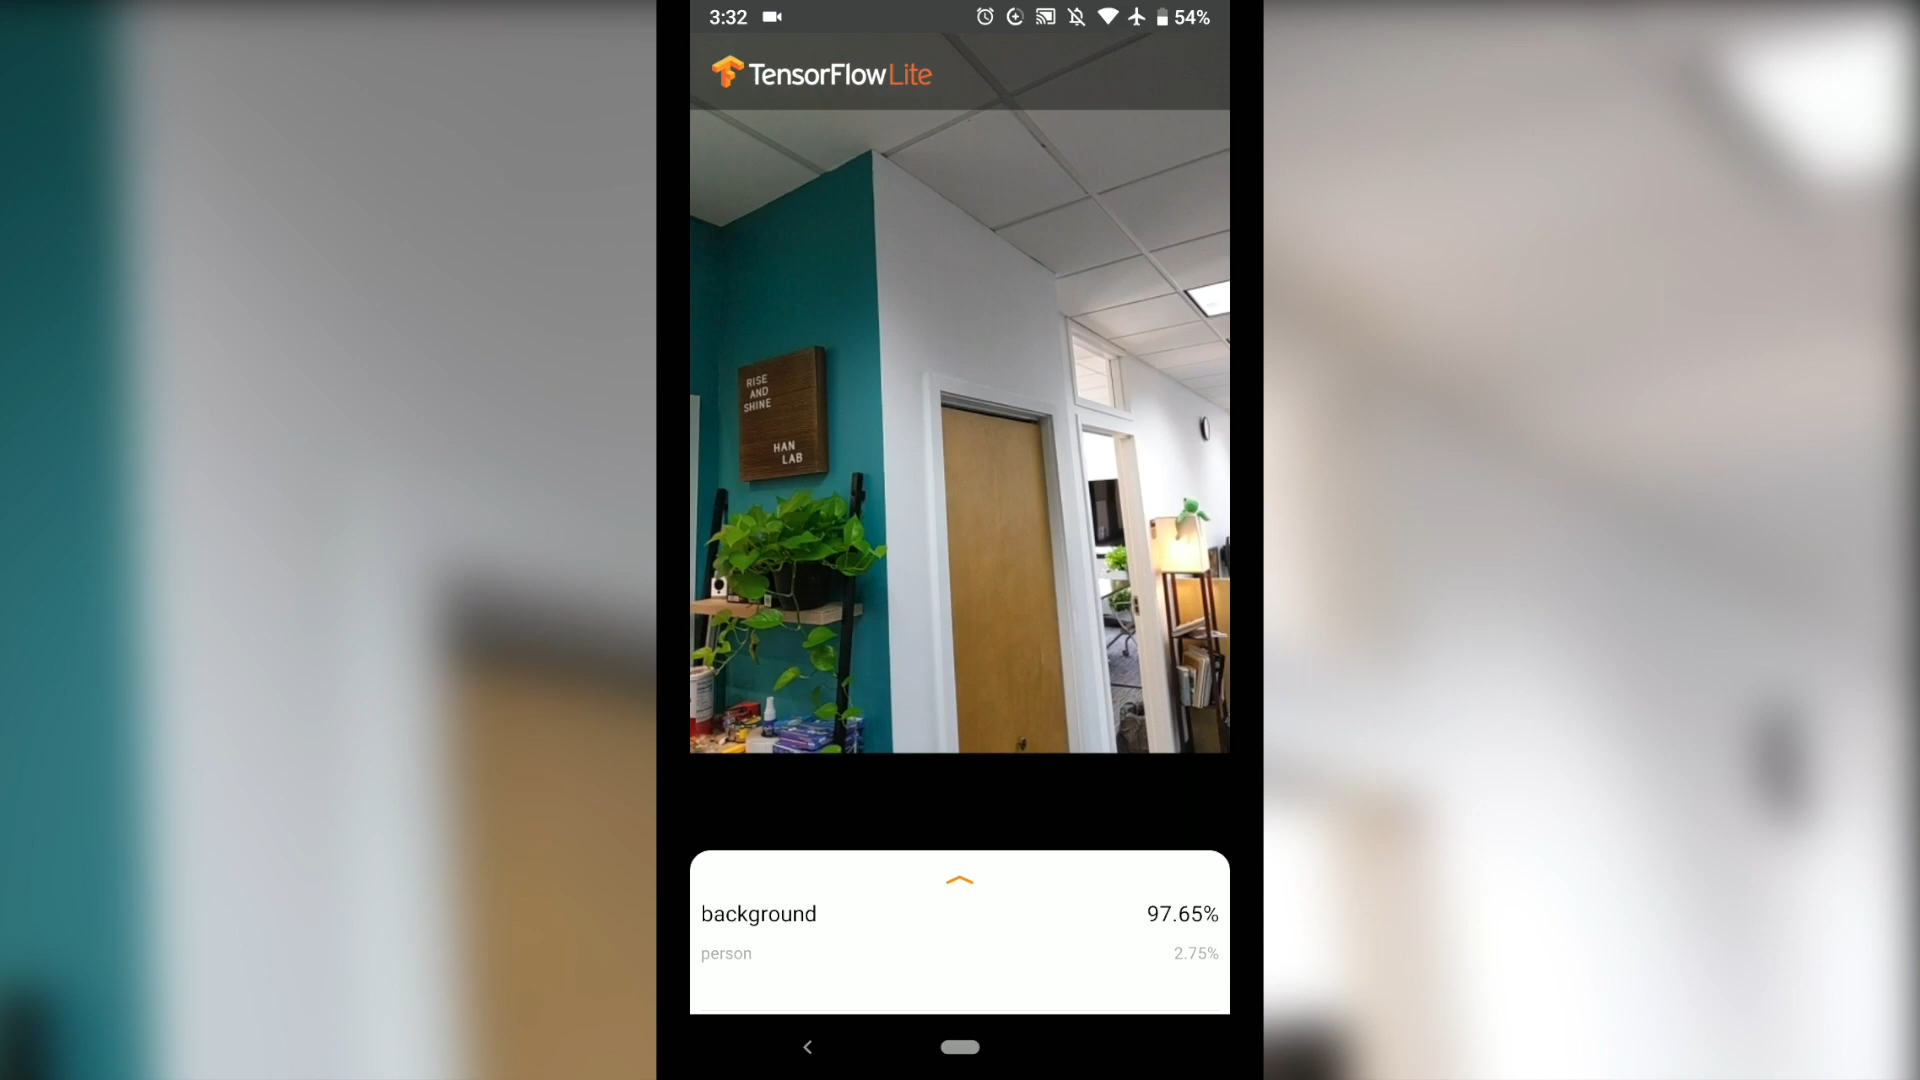 3:32
54%
TensorFlow Lite
RISE
AND
SHINE
HAN
LAB
background 97.65%
person 2.75%